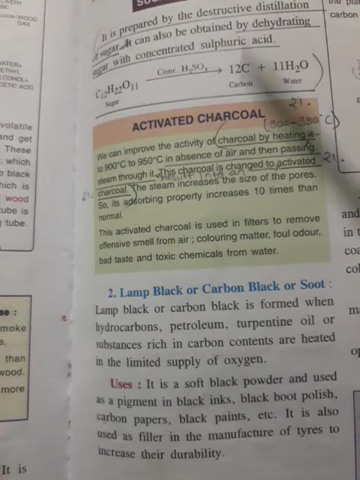 It is prepared by the destructive distillation
of sugar. It can also be obtained by dehydrating
sugar with concentrated sulphuric acid.
C₁₂H₂₂O₁₁ Conc. H₂SO₄ 12C + 11H₂O
Sugar Carbon Water
ACTIVATED CHARCOAL
We can improve the activity of charcoal by heating it
to 900°C to 950°C in absence of air and then passing
steam through it. This charcoal is changed to activated
charcoal. The steam increases the size of the pores.
So, its adsorbing property increases 10 times than
normal.
This activated charcoal is used in filters to remove
offensive smell from air ; colouring matter, foul odour,
bad taste and toxic chemicals from water.
2. Lamp Black or Carbon Black or Soot :
Lamp black or carbon black is formed when
hydrocarbons, petroleum, turpentine oil or
substances rich in carbon contents are heated
in the limited supply of oxygen.
Uses : It is a soft black powder and used
as a pigment in black inks, black boot polish,
carbon papers, black paints, etc. It is also
used as filler in the manufacture of tyres to
increase their durability.
WOOD
GAS
volatile
and get
These
which
black
hich is
wood
tube is
tube.
smoke
than
wood.
more
It is
carbon
and
in t